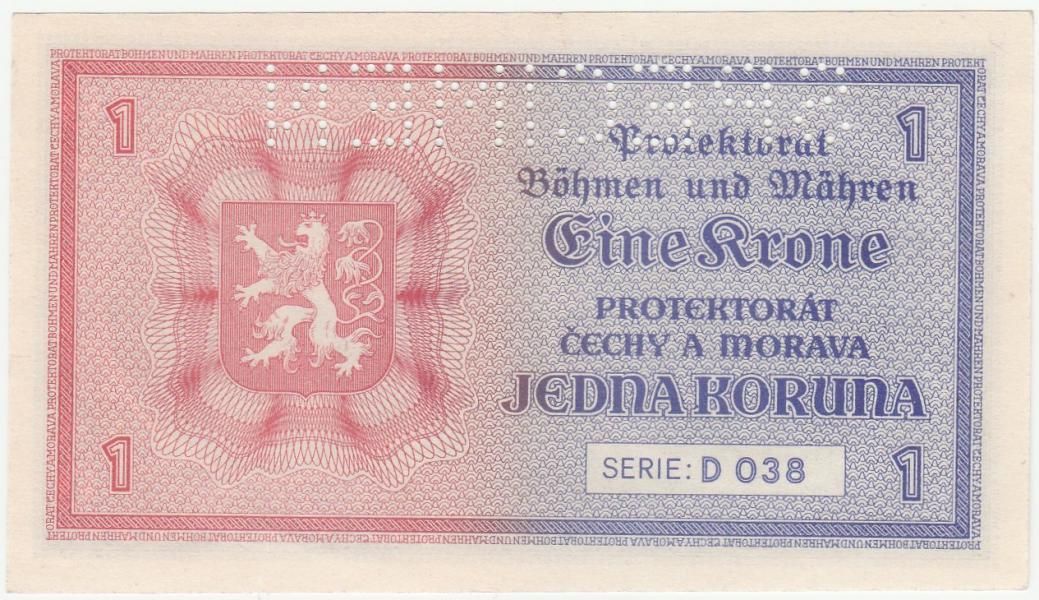 PROTEKTORAT BÖHMEN UND MÄHREN PROTEKTORÁT ČECHY A MORAVA PROTEKTORAT BÖHMEN UND MÄHREN PROTEKTORÁT ČECHY A MORAVA PROTEKTORAT BÖHMEN UND MÄHREN PROTEKT
1
1
Protektorat
Böhmen und Mähren
Eine Krone
PROTEKTORÁT
ČECHY A MORAVA
JEDNA KORUNA
SERIE: D 038
1
1